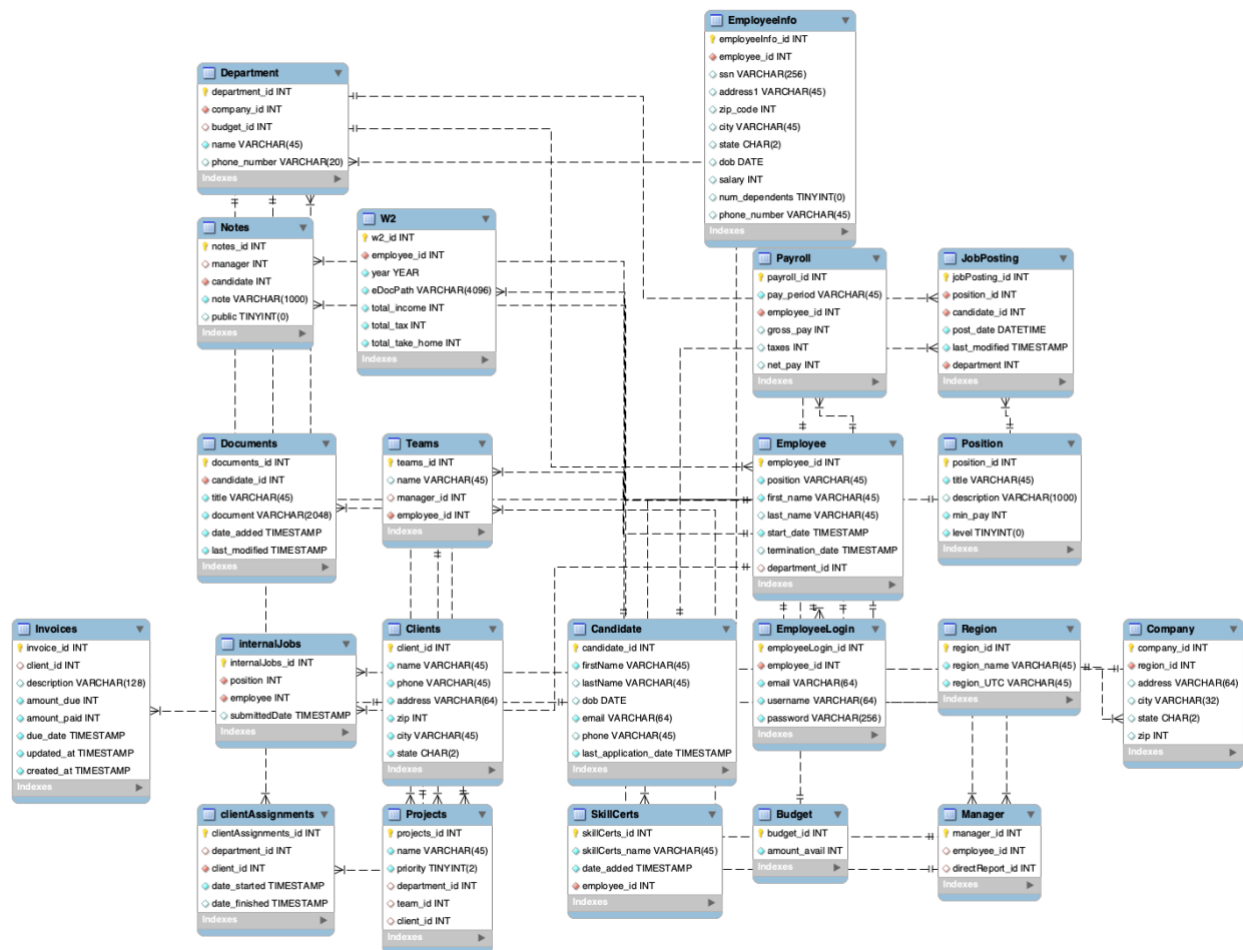 EmployeeInfo
employeeInfo_id INT
employee_id INT
ssn VARCHAR(256)
address1 VARCHAR(45)
zip_code INT
city VARCHAR(45)
state CHAR(2)
dob DATE
salary INT
num_dependents TINYINT(0)
phone_number VARCHAR(45)
Indexes
Department
department_id INT
company_id INT
budget_id INT
name VARCHAR(45)
phone_number VARCHAR(20)
Indexes
Notes
notes_id INT
manager INT
candidate INT
note VARCHAR(1000)
public TINYINT(0)
Indexes
W2
w2_id INT
employee_id INT
year YEAR
eDocPath VARCHAR(4096)
total_income INT
total_tax INT
total_take_home INT
Indexes
Payroll
payroll_id INT
pay_period VARCHAR(45)
employee_id INT
gross_pay INT
taxes INT
net_pay INT
Indexes
JobPosting
jobPosting_id INT
position_id INT
candidate_id INT
post_date DATETIME
last_modified TIMESTAMP
department INT
Indexes
Documents
documents_id INT
candidate_id INT
title VARCHAR(45)
document VARCHAR(2048)
date_added TIMESTAMP
last_modified TIMESTAMP
Indexes
Teams
teams_id INT
name VARCHAR(45)
manager_id INT
employee_id INT
Indexes
Employee
employee_id INT
position VARCHAR(45)
first_name VARCHAR(45)
last_name VARCHAR(45)
start_date TIMESTAMP
termination_date TIMESTAMP
department_id INT
Indexes
Position
position_id INT
title VARCHAR(45)
description VARCHAR(1000)
min_pay INT
level TINYINT(0)
Indexes
Invoices
invoice_id INT
client_id INT
description VARCHAR(128)
amount_due INT
amount_paid INT
due_date TIMESTAMP
updated_at TIMESTAMP
created_at TIMESTAMP
Indexes
internalJobs
internalJobs_id INT
position INT
employee INT
submittedDate TIMESTAMP
Indexes
Clients
client_id INT
name VARCHAR(45)
phone VARCHAR(45)
address VARCHAR(64)
zip INT
city VARCHAR(45)
state CHAR(2)
Indexes
Candidate
candidate_id INT
firstName VARCHAR(45)
lastName VARCHAR(45)
dob DATE
email VARCHAR(64)
phone VARCHAR(45)
last_application_date TIMESTAMP
Indexes
EmployeeLogin
employeeLogin_id INT
employee_id INT
email VARCHAR(64)
username VARCHAR(64)
password VARCHAR(256)
Indexes
Region
region_id INT
region_name VARCHAR(45)
region_UTC VARCHAR(45)
Indexes
Company
company_id INT
region_id INT
address VARCHAR(64)
city VARCHAR(32)
state CHAR(2)
zip INT
Indexes
clientAssignments
clientAssignments_id INT
department_id INT
client_id INT
date_started TIMESTAMP
date_finished TIMESTAMP
Indexes
Projects
projects_id INT
name VARCHAR(45)
priority TINYINT(2)
department_id INT
team_id INT
client_id INT
Indexes
SkillCerts
skillCerts_id INT
skillCerts_name VARCHAR(45)
date_added TIMESTAMP
employee_id INT
Indexes
Budget
budget_id INT
amount_avail INT
Indexes
Manager
manager_id INT
employee_id INT
directReport_id INT
Indexes